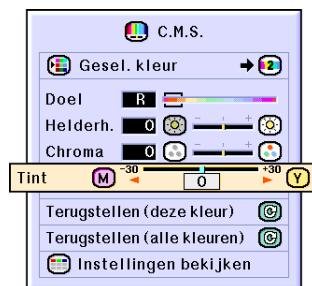 C.M.S.
Gesel. kleur 2
Doel R
Helderh. 0 - +
Chroma 0 - +
Tint M -30 0 +30 Y
Terugstellen (deze kleur)
Terugstellen (alle kleuren)
Instellingen bekijken